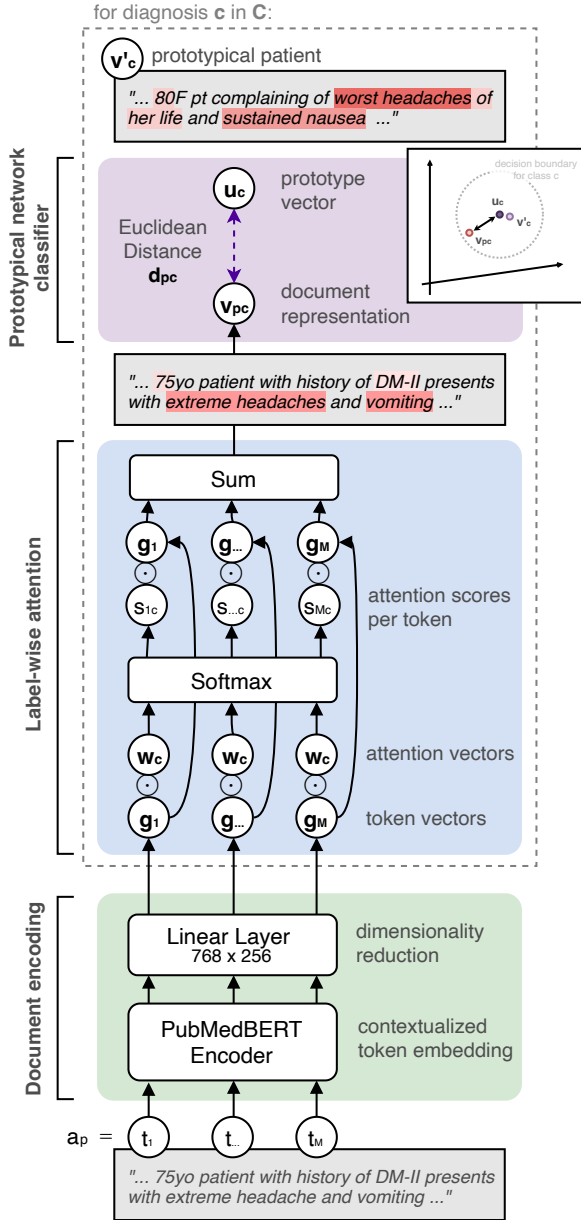 for diagnosis c in C:
v'c prototypical patient
"... 80F pt complaining of worst headaches of
her life and sustained nausea ..."
Prototypical network
classifier
uc
prototype
vector
Euclidean
Distance
dpc
vpc
document
representation
decision boundary
for class c
uc
v'c
vpc
"... 75yo patient with history of DM-II presents
with extreme headaches and vomiting ..."
Label-wise attention
Sum
g1 g... gM
s1c s...c sMc
attention scores
per token
Softmax
wc wc wc
attention vectors
g1 g... gM
token vectors
Document encoding
Linear Layer
768 x 256
dimensionality
reduction
PubMedBERT
Encoder
contextualized
token embedding
ap = t1 t... tM
"... 75yo patient with history of DM-II presents
with extreme headache and vomiting ..."